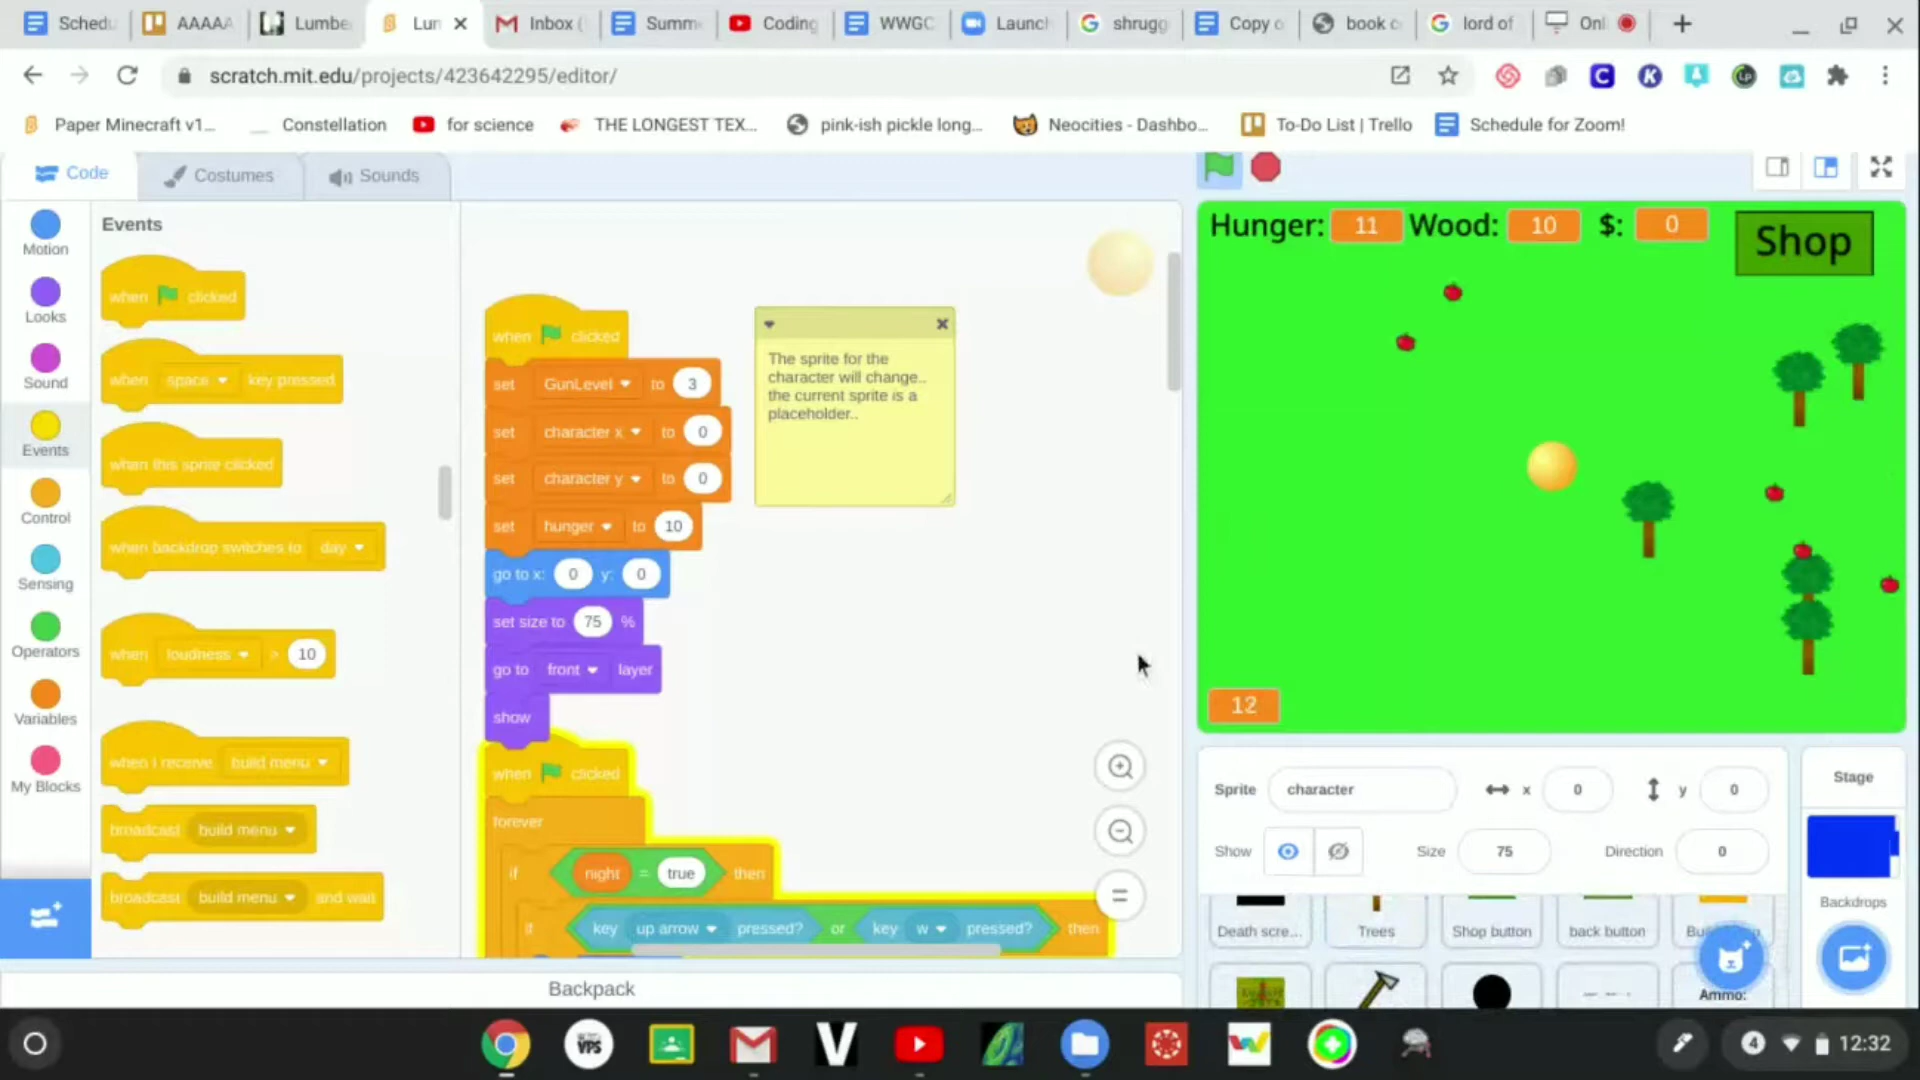 Schedu
AAAAA
Lumbe
Lun
Inbox (
Summ
Coding
WWGC
Launch
shrugg
Copy o
book c
lord of
Onl
scratch.mit.edu/projects/423642295/editor/
Paper Minecraft v1...
Constellation
for science
THE LONGEST TEX...
pink-ish pickle long...
Neocities - Dashbo...
To-Do List | Trello
Schedule for Zoom!
Code
Costumes
Sounds
Motion
Looks
Sound
Events
Control
Sensing
Operators
Variables
My Blocks
Events
when clicked
when space key pressed
when this sprite clicked
when backdrop switches to day
when loudness > 10
when I receive build menu
broadcast build menu
broadcast build menu and wait
when clicked
set GunLevel to 3
set character x to 0
set character y to 0
set hunger to 10
go to x: 0 y: 0
set size to 75 %
go to front layer
show
when clicked
forever
if night = true then
if key up arrow pressed? or key w pressed? then
The sprite for the
character will change..
the current sprite is a
placeholder..
Backpack
Hunger: 11 Wood: 10 $: 0
Shop
12
Sprite character x 0 y 0
Show Size 75 Direction 0
Death scre...
Trees
Shop button
back button
Ammo:
Stage
Backdrops
VPS
V
4 12:32